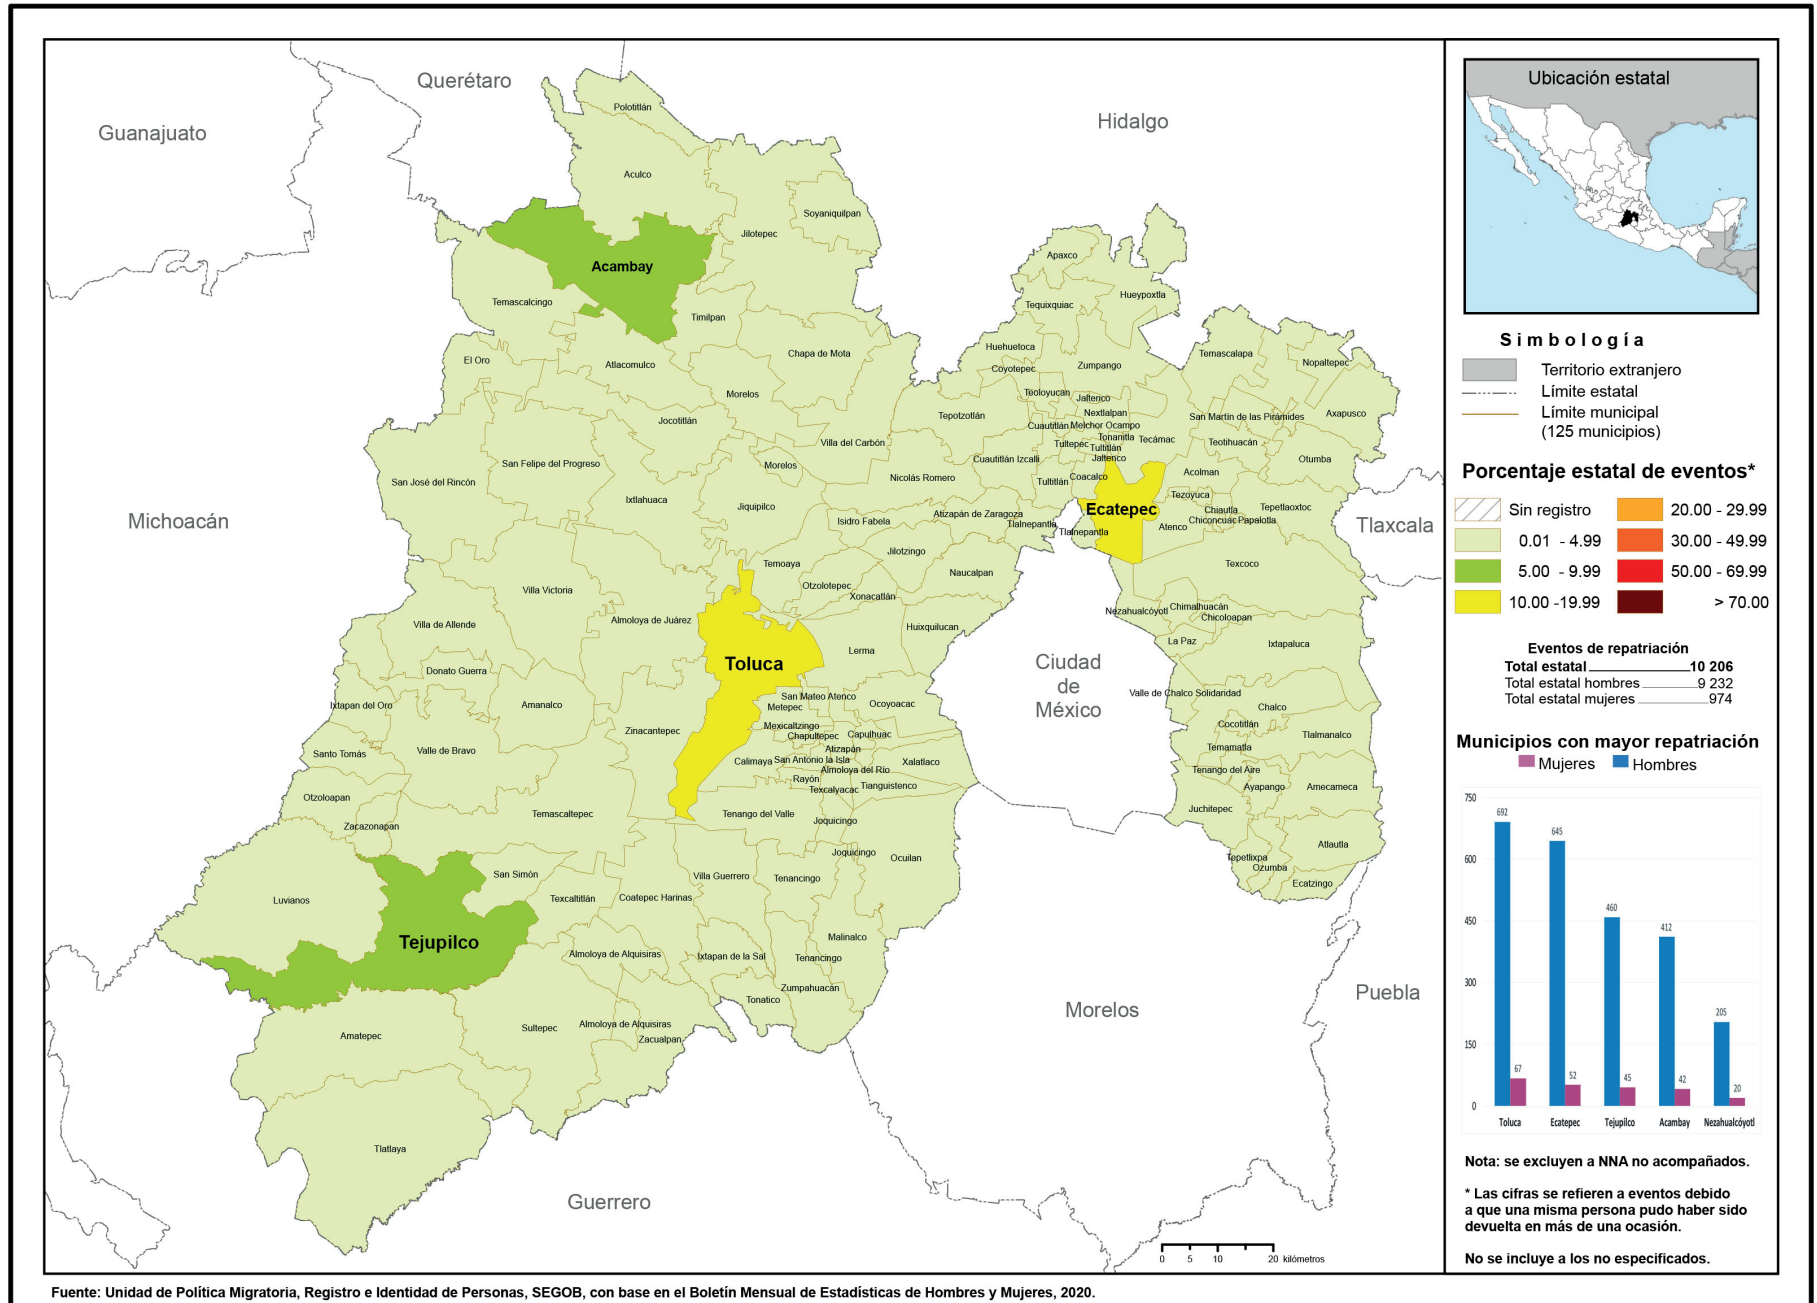 Querétaro
Guanajuato
Hidalgo
Michoacán
Tlaxcala
Ciudad
de
México
Morelos
Puebla
Guerrero
Polotitlán
Aculco
Soyaniquilpan
Jilotepec
Acambay
Temascalcingo
Timilpan
Apaxco
Hueypoxtla
Tequixquiac
El Oro
Atlacomulco
Chapa de Mota
Huehuetoca
Coyotepec
Zumpango
Temascalapa
Nopaltepec
Morelos
Teoloyucan
Jaltenco
Nextlalpan
San Martín de las Pirámides
Axapusco
Jocotitlán
Tepotzotlán
Cuautitlán
Melchor Ocampo
Villa del Carbón
Tultepec
Tonanitla
Tecámac
Teotihuacán
Tultitlán
Jaltenco
San Felipe del Progreso
Morelos
Cuautitlán Izcalli
Otumba
San José del Rincón
Nicolás Romero
Tultitlán
Coacalco
Acolman
Ixtlahuaca
Jiquipilco
Tezoyuca
Ecatepec
Chiautla
Tepetlaoxtoc
Isidro Fabela
Atizapán de Zaragoza
Tlalnepantla
Tlalnepantla
Atenco
Chiconcuac
Papalotla
Jilotzingo
Temoaya
Naucalpan
Texcoco
Villa Victoria
Otzolotepec
Xonacatlán
Nezahualcóyotl
Chimalhuacán
Chicoloapan
Villa de Allende
Almoloya de Juárez
Huixquilucan
La Paz
Ixtapaluca
Toluca
Lerma
Donato Guerra
Valle de Chalco Solidaridad
Ixtapan del Oro
Amanalco
San Mateo Atenco
Metepec
Ocoyoacac
Chalco
Zinacantepec
Mexicaltzingo
Chapultepec
Capulhuac
Cocotitlán
Tlalmanalco
Santo Tomás
Valle de Bravo
Atizapán
Temamatla
Calimaya
San Antonio la Isla
Xalatlaco
Almoloya del Río
Tenango del Aire
Rayón
Texcalyacac
Tianguistenco
Ayapango
Amecameca
Otzoloapan
Juchitepec
Zacazonapan
Temascaltepec
Tenango del Valle
Joquicingo
Atlautla
Joquicingo
Ocuilan
Tepetlixpa
Ozumba
San Simón
Villa Guerrero
Tenancingo
Ecatzingo
Luvianos
Texcaltitlán
Coatepec Harinas
Tejupilco
Malinalco
Almoloya de Alquisiras
Ixtapan de la Sal
Tenancingo
Zumpahuacán
Tonatico
Amatepec
Sultepec
Almoloya de Alquisiras
Zacualpan
Tlatlaya
0 5 10 20 kilómetros
Ubicación estatal
Simbología
Territorio extranjero
Límite estatal
Límite municipal
(125 municipios)
Porcentaje estatal de eventos*
Sin registro
20.00 - 29.99
0.01 - 4.99
30.00 - 49.99
5.00 - 9.99
50.00 - 69.99
10.00 -19.99
> 70.00
Eventos de repatriación
Total estatal 10 206
Total estatal hombres 9 232
Total estatal mujeres 974
Municipios con mayor repatriación
Mujeres Hombres
750
600
450
300
150
0
692
67
645
52
460
45
412
42
205
20
Toluca Ecatepec Tejupilco Acambay Nezahualcóyotl
Nota: se excluyen a NNA no acompañados.
* Las cifras se refieren a eventos debido
a que una misma persona pudo haber sido
devuelta en más de una ocasión.
No se incluye a los no especificados.
Fuente: Unidad de Política Migratoria, Registro e Identidad de Personas, SEGOB, con base en el Boletín Mensual de Estadísticas de Hombres y Mujeres, 2020.